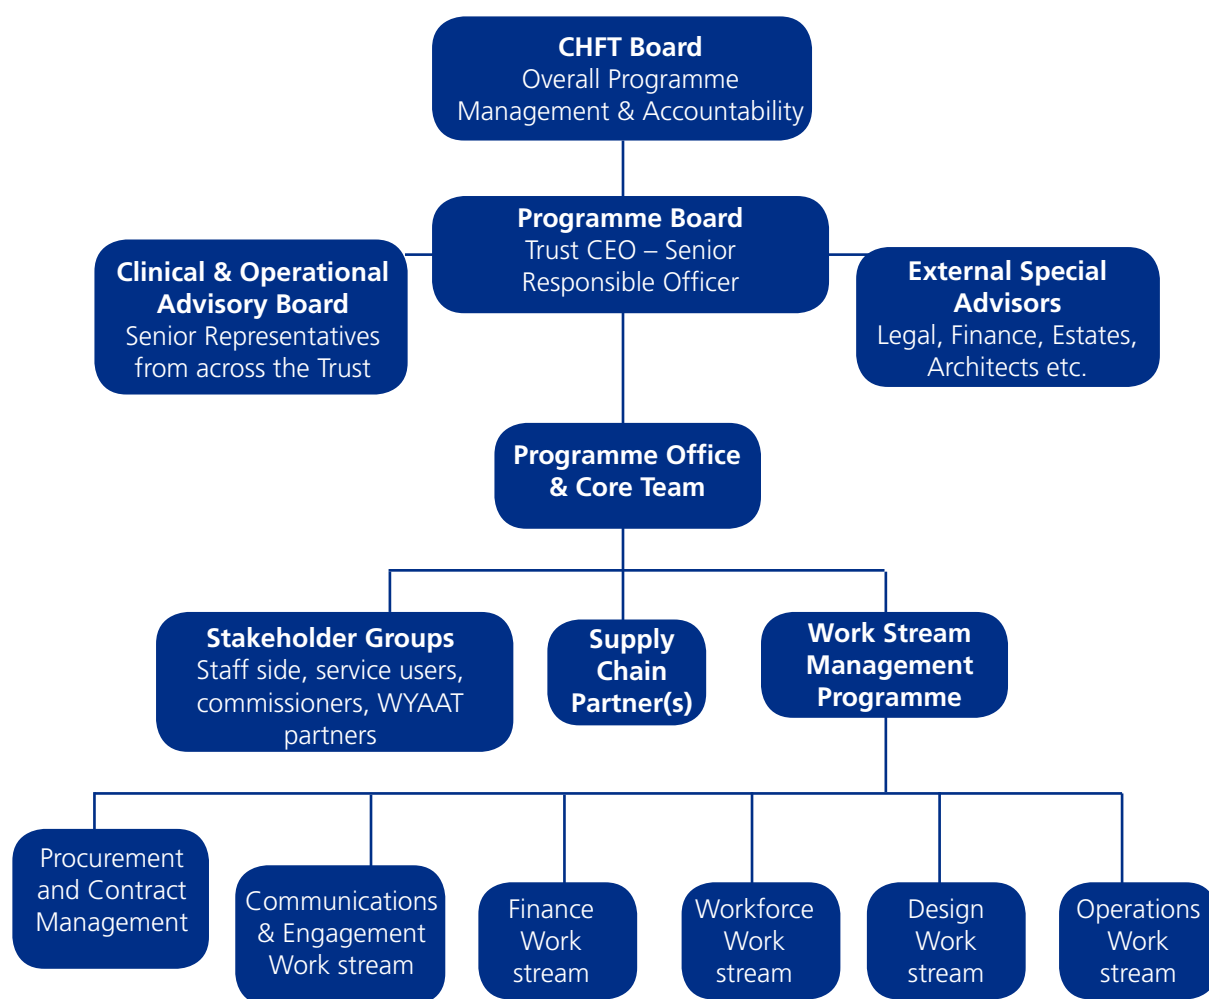 CHFT Board
Overall Programme
Management & Accountability
Programme Board
Trust CEO – Senior
Responsible Officer
Clinical & Operational
Advisory Board
Senior Representatives
from across the Trust
External Special
Advisors
Legal, Finance, Estates,
Architects etc.
Programme Office
& Core Team
Stakeholder Groups
Staff side, service users,
commissioners, WYAAT
partners
Supply
Chain
Partner(s)
Work Stream
Management
Programme
Procurement
and Contract
Management
Communications
& Engagement
Work stream
Finance
Work
stream
Workforce
Work
stream
Design
Work
stream
Operations
Work
stream